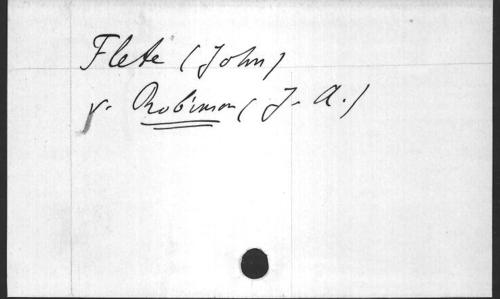 Flete (John)
v. Robinson (J. A.)